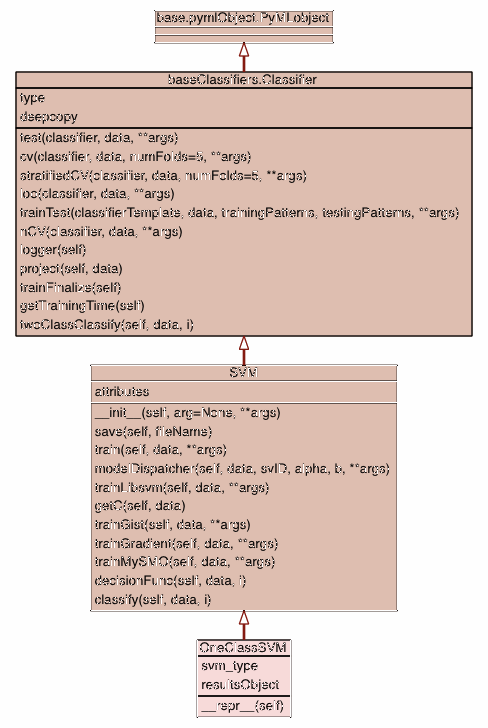 base.pymlObject.PyMLobject
baseClassifiers.Classifier
type
deepcopy
test(classifier, data, **args)
cv(classifier, data, numFolds=5, **args)
stratifiedCV(classifier, data, numFolds=5, **args)
loo(classifier, data, **args)
trainTest(classifierTemplate, data, trainingPatterns, testingPatterns, **args)
nCV(classifier, data, **args)
logger(self)
project(self, data)
trainFinalize(self)
getTrainingTime(self)
twoClassClassify(self, data, i)
SVM
attributes
__init__(self, arg=None, **args)
save(self, fileName)
train(self, data, **args)
modelDispatcher(self, data, svID, alpha, b, **args)
trainLibsvm(self, data, **args)
getC(self, data)
trainGist(self, data, **args)
trainGradient(self, data, **args)
trainMySMO(self, data, **args)
decisionFunc(self, data, i)
classify(self, data, i)
OneClassSVM
svm_type
resultsObject
__repr__(self)